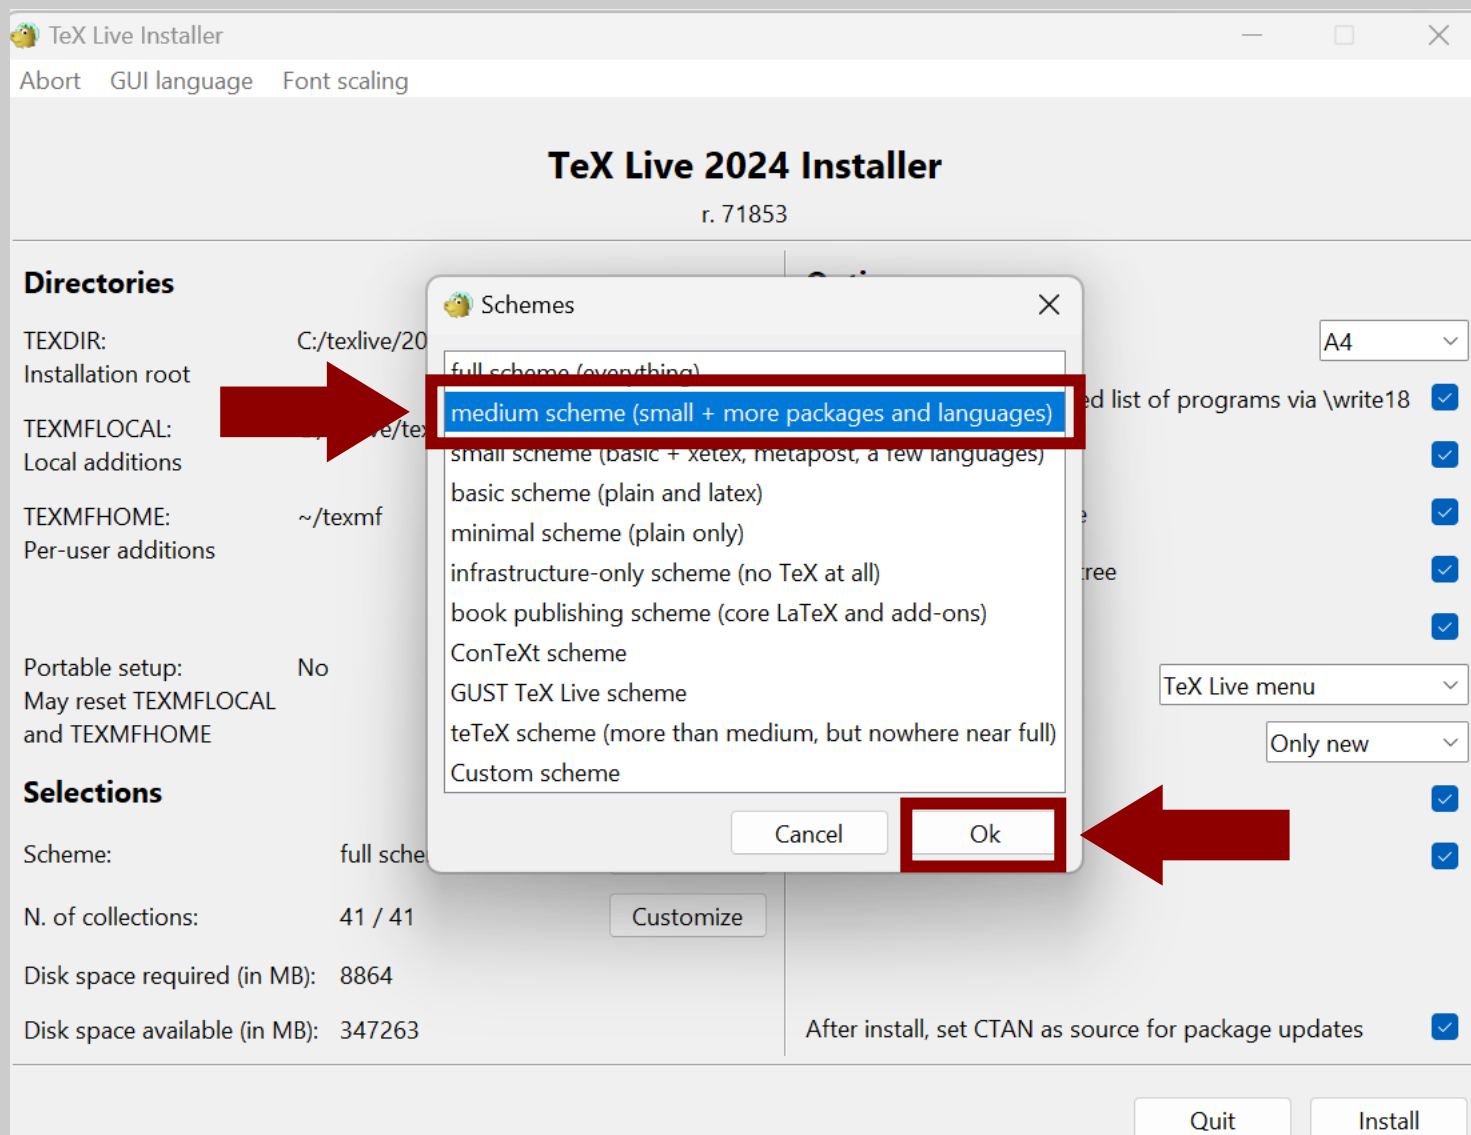 TeX Live Installer
Abort GUI language Font scaling
TeX Live 2024 Installer
r. 71853
Directories
TEXDIR: C:/texlive/20
Installation root
TEXMFLOCAL:
Local additions
TEXMFHOME: ~/texmf
Per-user additions
Portable setup: No
May reset TEXMFLOCAL
and TEXMFHOME
Selections
Scheme: full sche
N. of collections: 41 / 41 Customize
Disk space required (in MB): 8864
Disk space available (in MB): 347263
Schemes
full scheme (everything)
medium scheme (small + more packages and languages)
small scheme (basic + xetex, metapost, a few languages)
basic scheme (plain and latex)
minimal scheme (plain only)
infrastructure-only scheme (no TeX at all)
book publishing scheme (core LaTeX and add-ons)
ConTeXt scheme
GUST TeX Live scheme
teTeX scheme (more than medium, but nowhere near full)
Custom scheme
Cancel Ok
A4
ed list of programs via \write18
tree
TeX Live menu
Only new
After install, set CTAN as source for package updates
Quit Install